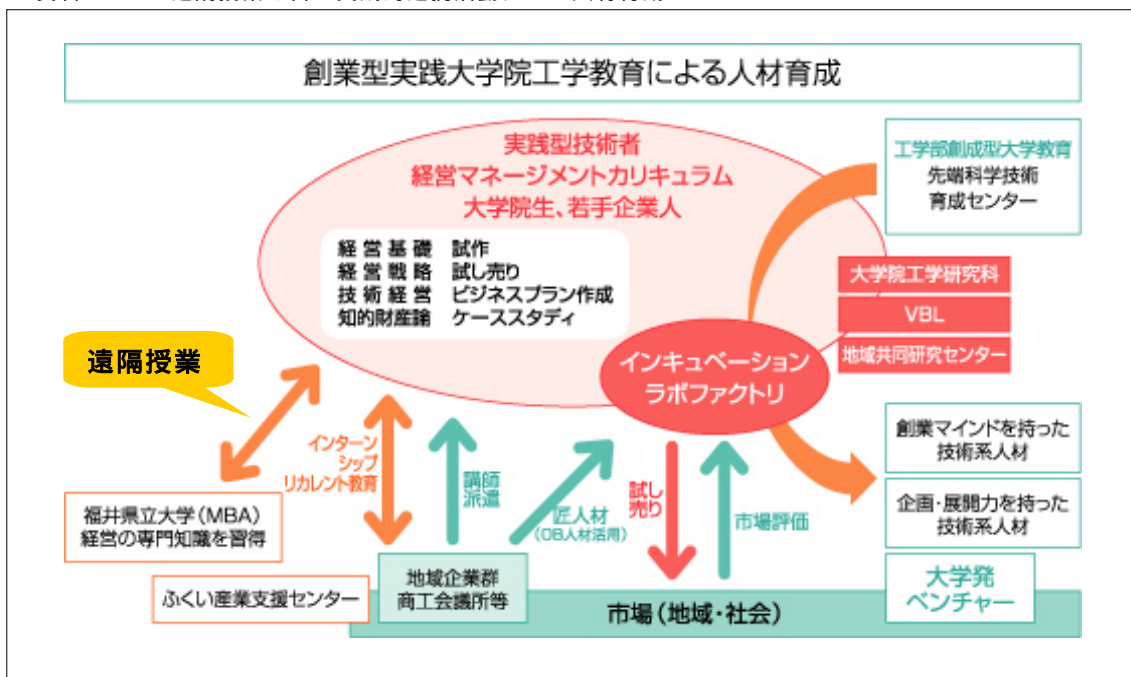 創業型実践大学院工学教育による人材育成
実践型技術者
経営マネージメントカリキュラム
大学院生、若手企業人
経営基礎 試作
経営戦略 試し売り
技術経営 ビジネスプラン作成
知的財産論 ケーススタディ
工学部創成型大学教育
先端科学技術
育成センター
大学院工学研究科
VBL
地域共同研究センター
インキュベーション
ラボファクトリ
遠隔授業
インターン
シップ
リカレント教育
講師
派遣
匠人材
(OB人材活用)
試し
売り
市場評価
創業マインドを持った
技術系人材
企画・展開力を持った
技術系人材
大学発
ベンチャー
福井県立大学(MBA)
経営の専門知識を習得
ふくい産業支援センター
地域企業群
商工会議所等
市場(地域・社会)